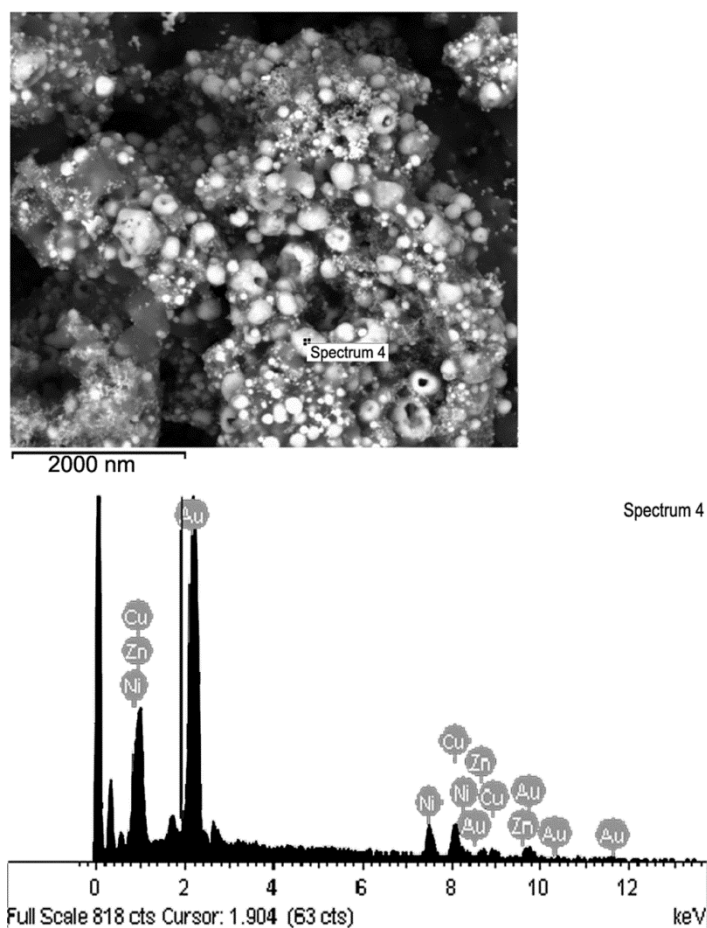 Spectrum 4
2000 nm
Spectrum 4
Au
Cu
Zn
Ni
Cu
Zn
Ni
Ni
Cu
Au
Au
Zn
Au
Au
0 2 4 6 8 10 12
Full Scale 818 cts Cursor: 1.904 (63 cts) keV